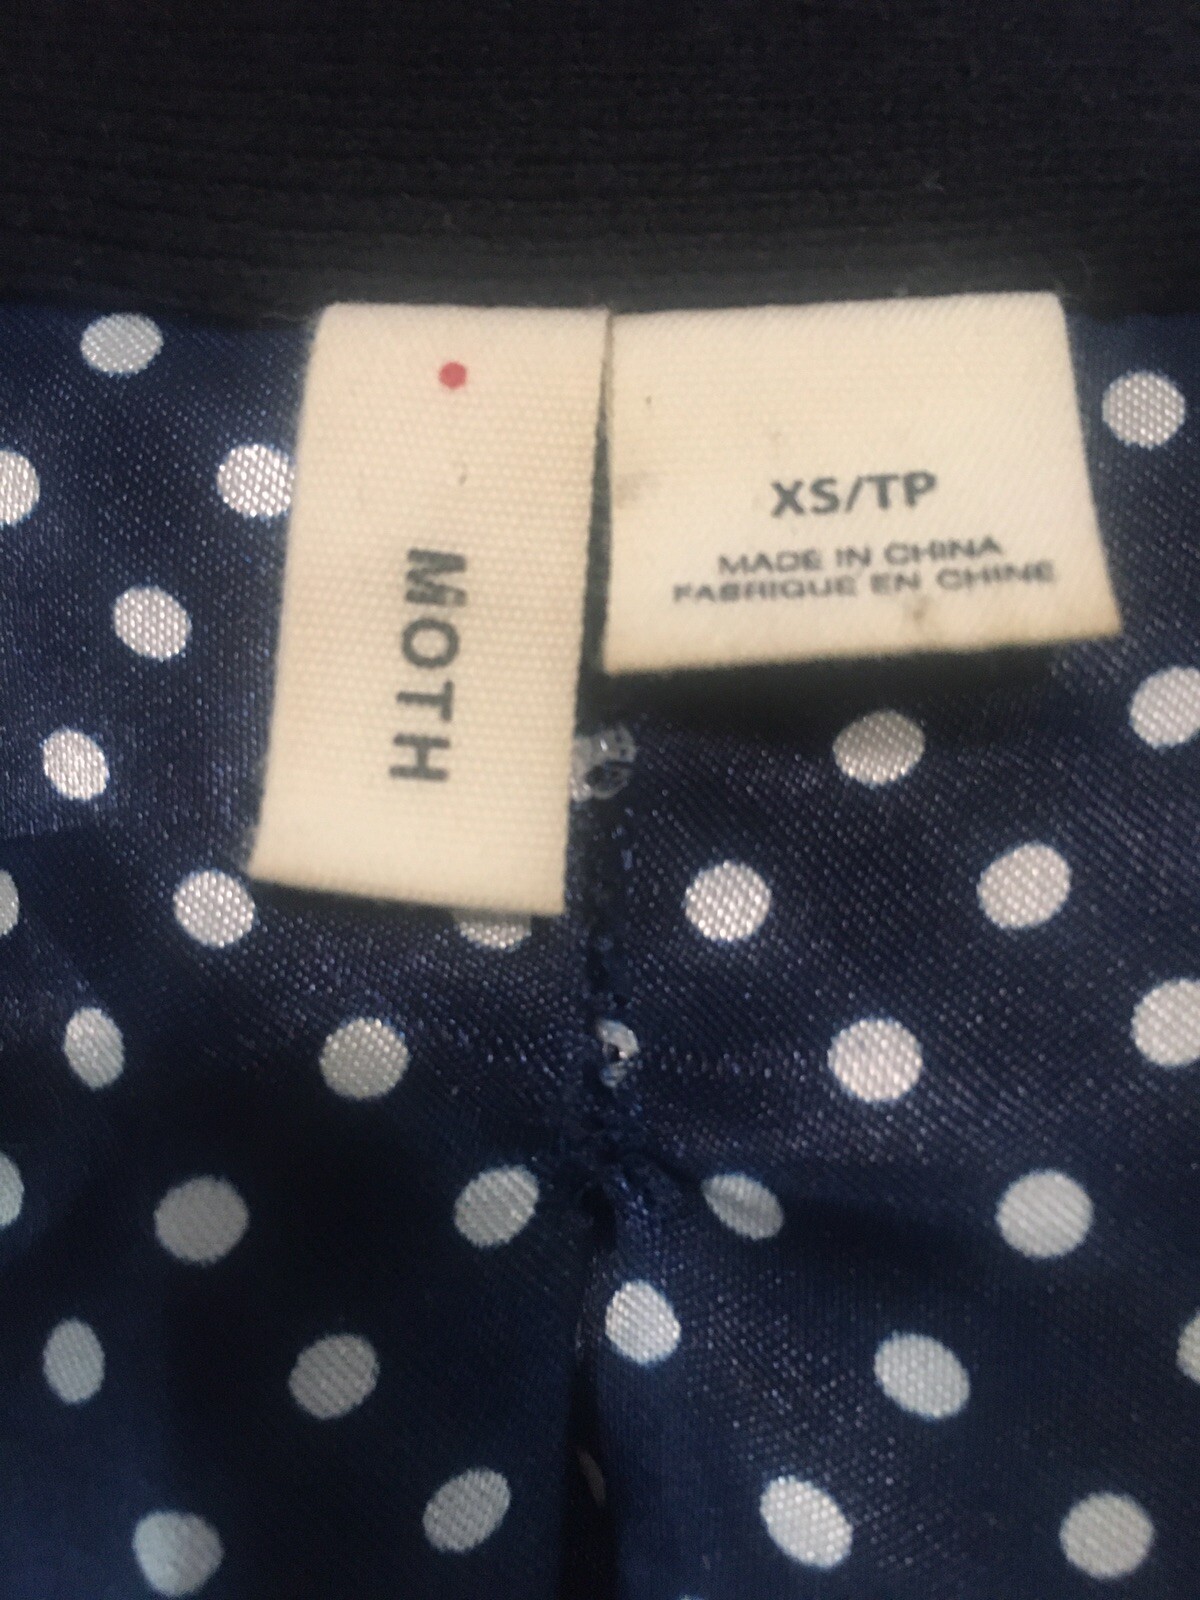 MOTH
XS/TP
MADE IN CHINA
FABRIQUE EN CHINE